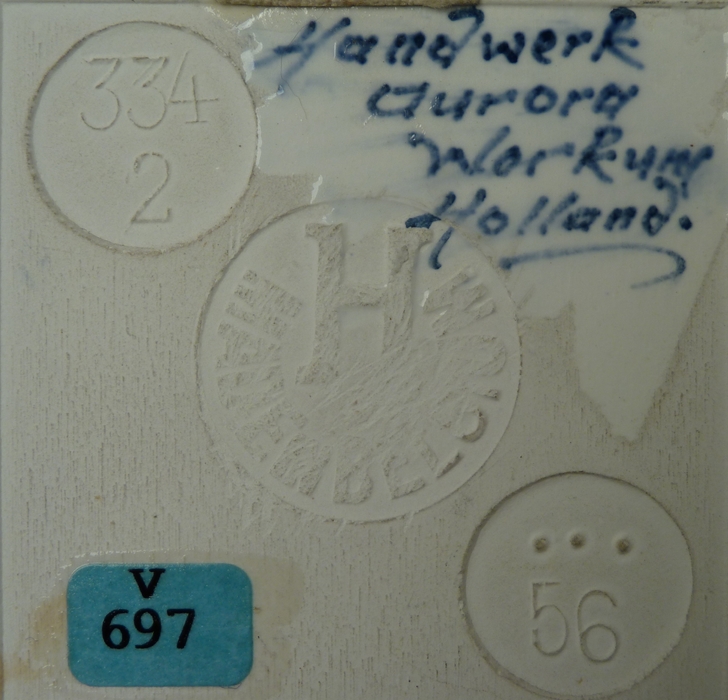 334
2
Handwerk
aurora
Workum
Holland.
H
56
V
697